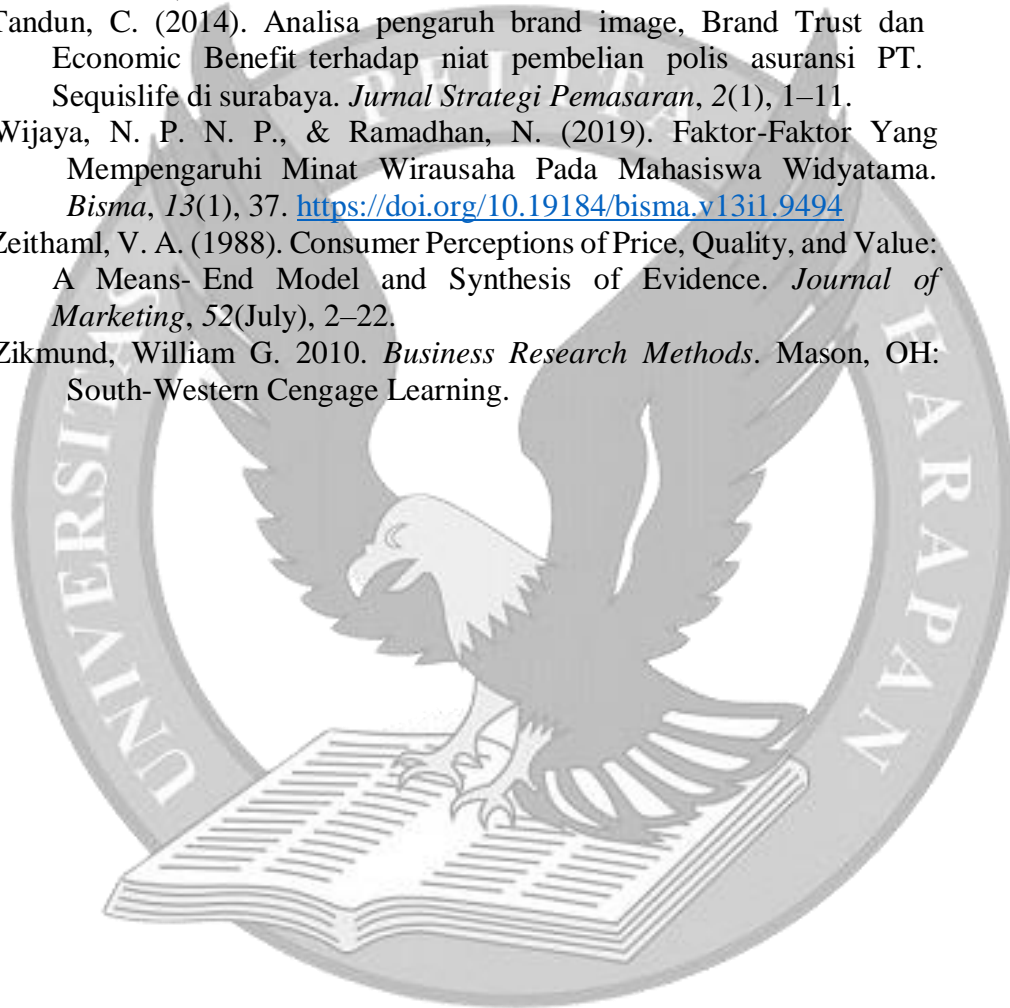 Tandun, C. (2014). Analisa pengaruh brand image, Brand Trust dan
Economic Benefit terhadap niat pembelian polis asuransi PT.
Sequislife di surabaya. Jurnal Strategi Pemasaran, 2(1), 1–11.
Wijaya, N. P. N. P., & Ramadhan, N. (2019). Faktor-Faktor Yang
Mempengaruhi Minat Wirausaha Pada Mahasiswa Widyatama.
Bisma, 13(1), 37. https://doi.org/10.19184/bisma.v13i1.9494
Zeithaml, V. A. (1988). Consumer Perceptions of Price, Quality, and Value:
A Means- End Model and Synthesis of Evidence. Journal of
Marketing, 52(July), 2–22.
Zikmund, William G. 2010. Business Research Methods. Mason, OH:
South-Western Cengage Learning.
UNIVERSITAS PELITA HARAPAN